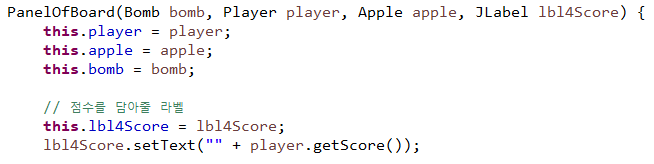 PanelOfBoard(Bomb bomb, Player player, Apple apple, JLabel lbl4Score) {
this.player = player;
this.apple = apple;
this.bomb = bomb;
// 점수를 담아줄 라벨
this.lbl4Score = lbl4Score;
lbl4Score.setText("" + player.getScore());